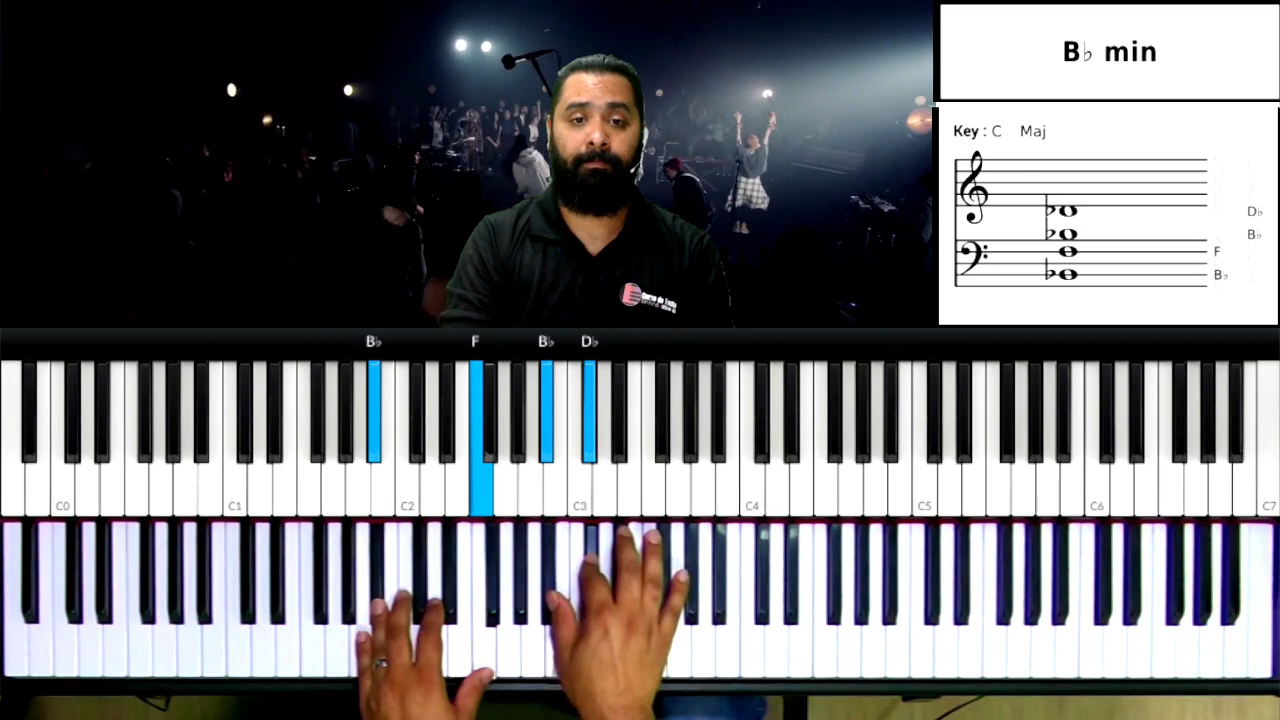 B♭ min
Key : C Maj
D♭
B♭
F
B♭
B♭ F B♭ D♭
C0 C1 C2 C3 C4 C5 C6 C7